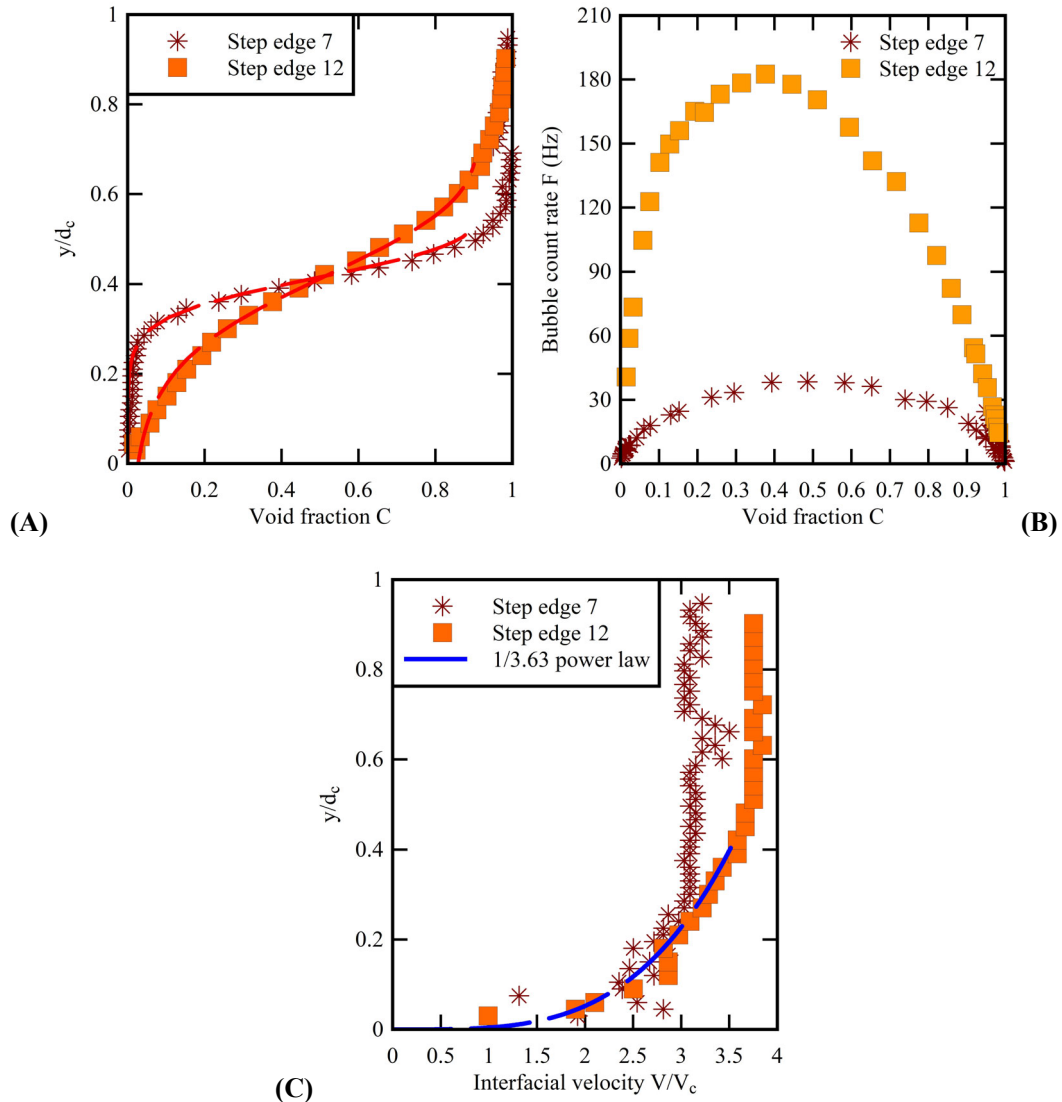 1
0.8
0.6
0.4
0.2
0
y/dc
0 0.2 0.4 0.6 0.8 1
Void fraction C
Step edge 7
Step edge 12
(A)
210
180
150
120
90
60
30
0
Bubble count rate F (Hz)
0 0.1 0.2 0.3 0.4 0.5 0.6 0.7 0.8 0.9 1
Void fraction C
Step edge 7
Step edge 12
(B)
1
0.8
0.6
0.4
0.2
0
y/dc
0 0.5 1 1.5 2 2.5 3 3.5 4
Interfacial velocity V/Vc
Step edge 7
Step edge 12
1/3.63 power law
(C)